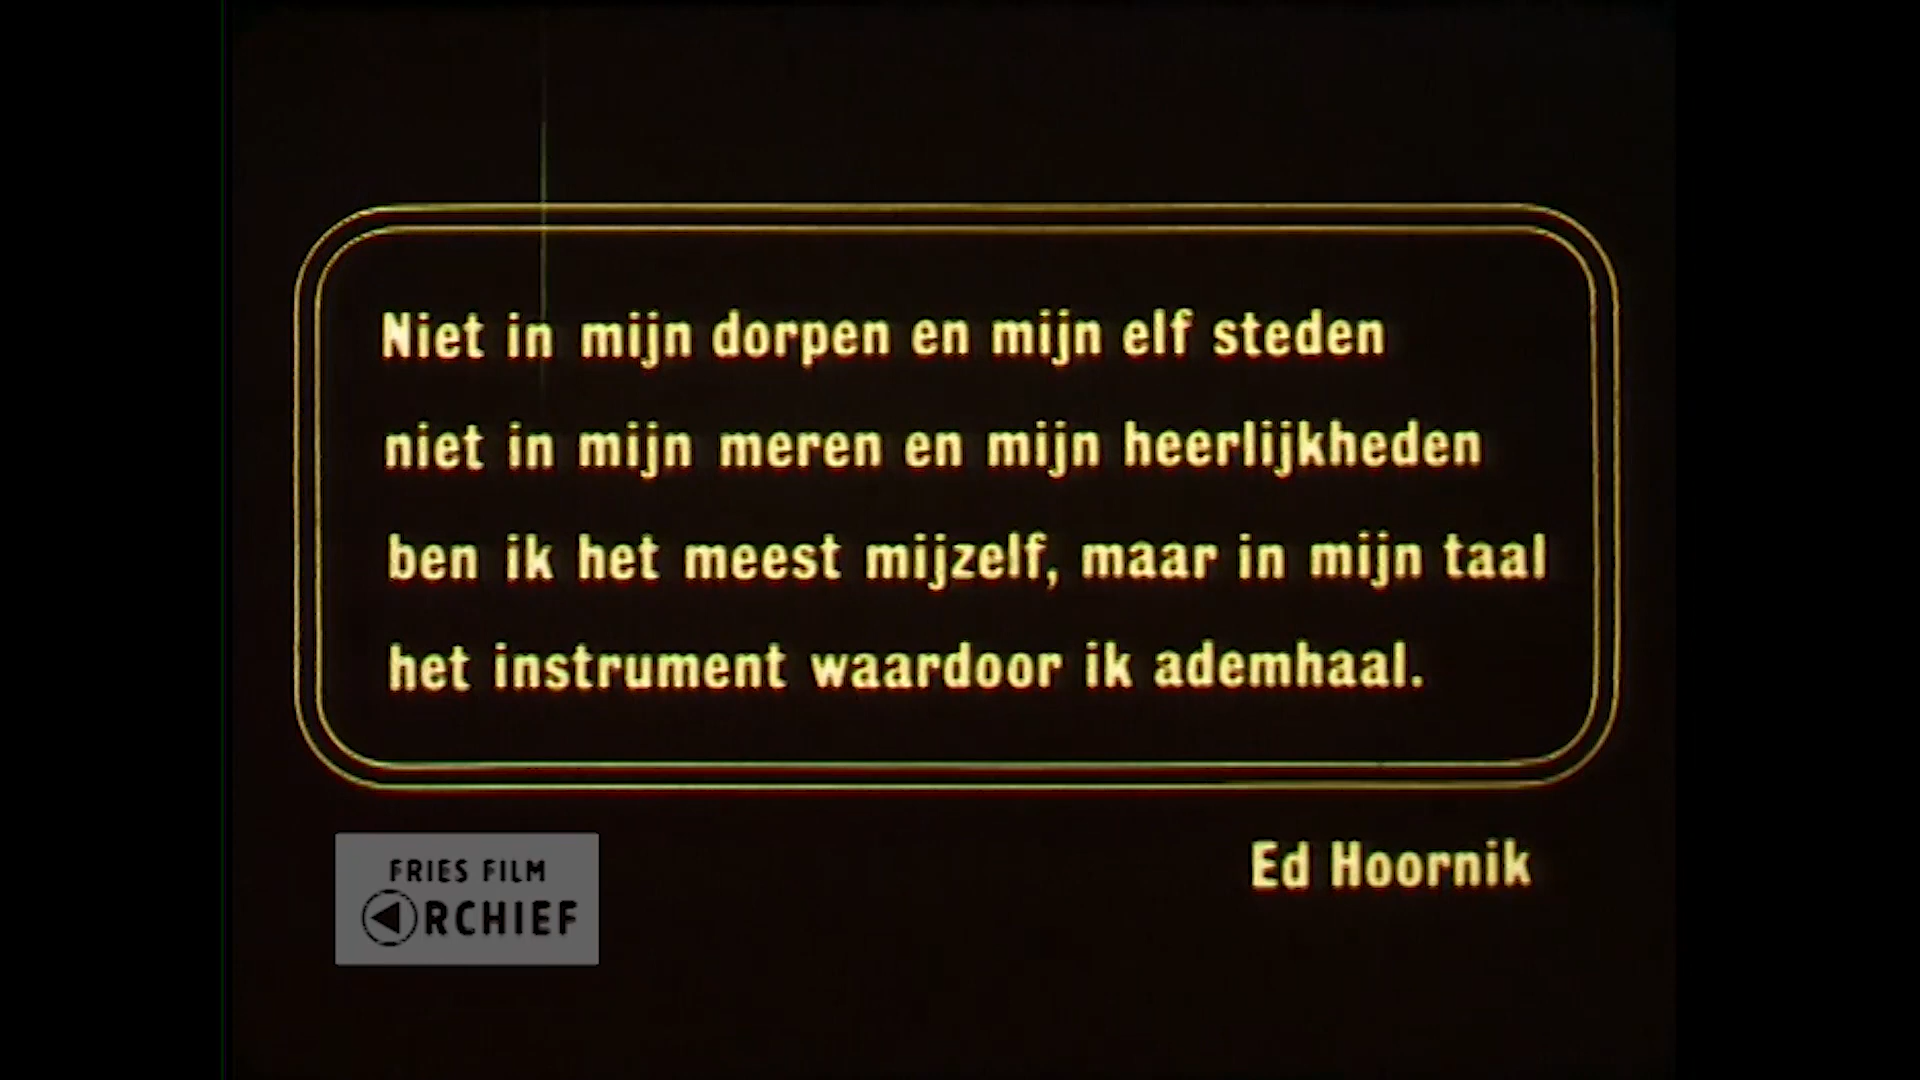 Niet in mijn dorpen en mijn elf steden
niet in mijn meren en mijn heerlijkheden
ben ik het meest mijzelf, maar in mijn taal
het instrument waardoor ik ademhaal.
Ed Hoornik
FRIES FILM
ARCHIEF